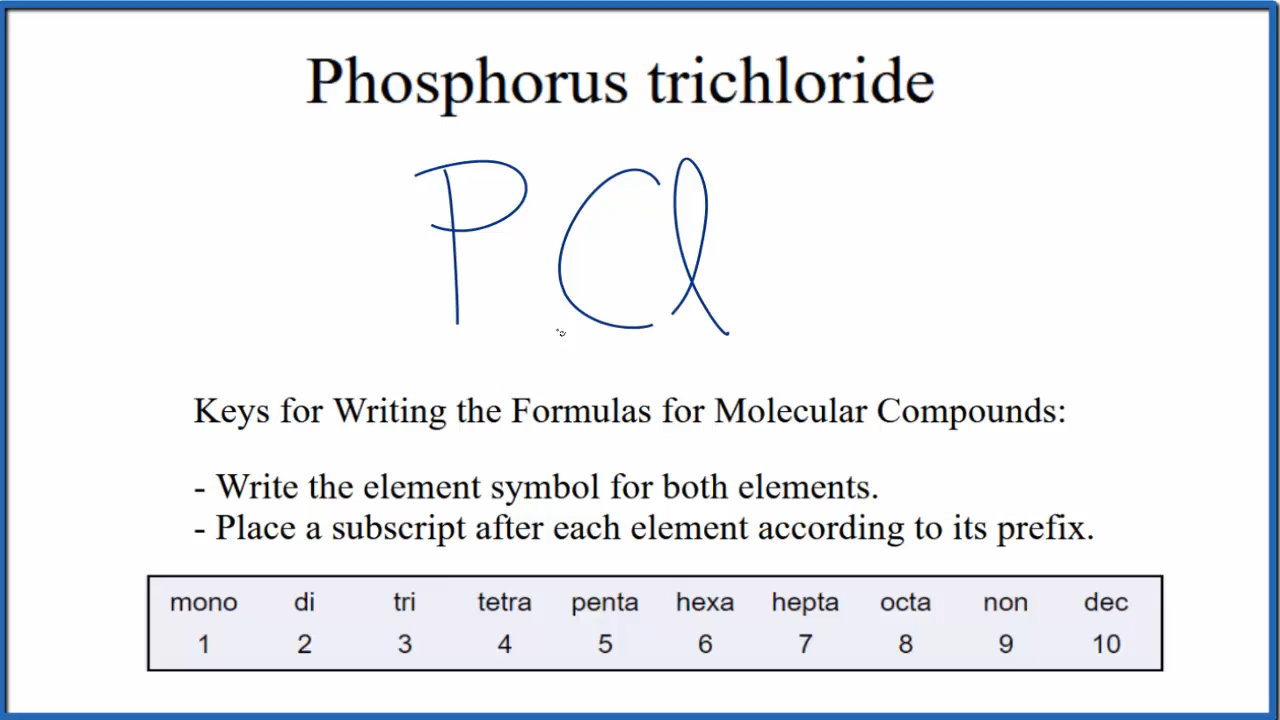 Phosphorus trichloride
P Cl
Keys for Writing the Formulas for Molecular Compounds:
- Write the element symbol for both elements.
- Place a subscript after each element according to its prefix.
mono di tri tetra penta hexa hepta octa non dec
1 2 3 4 5 6 7 8 9 10